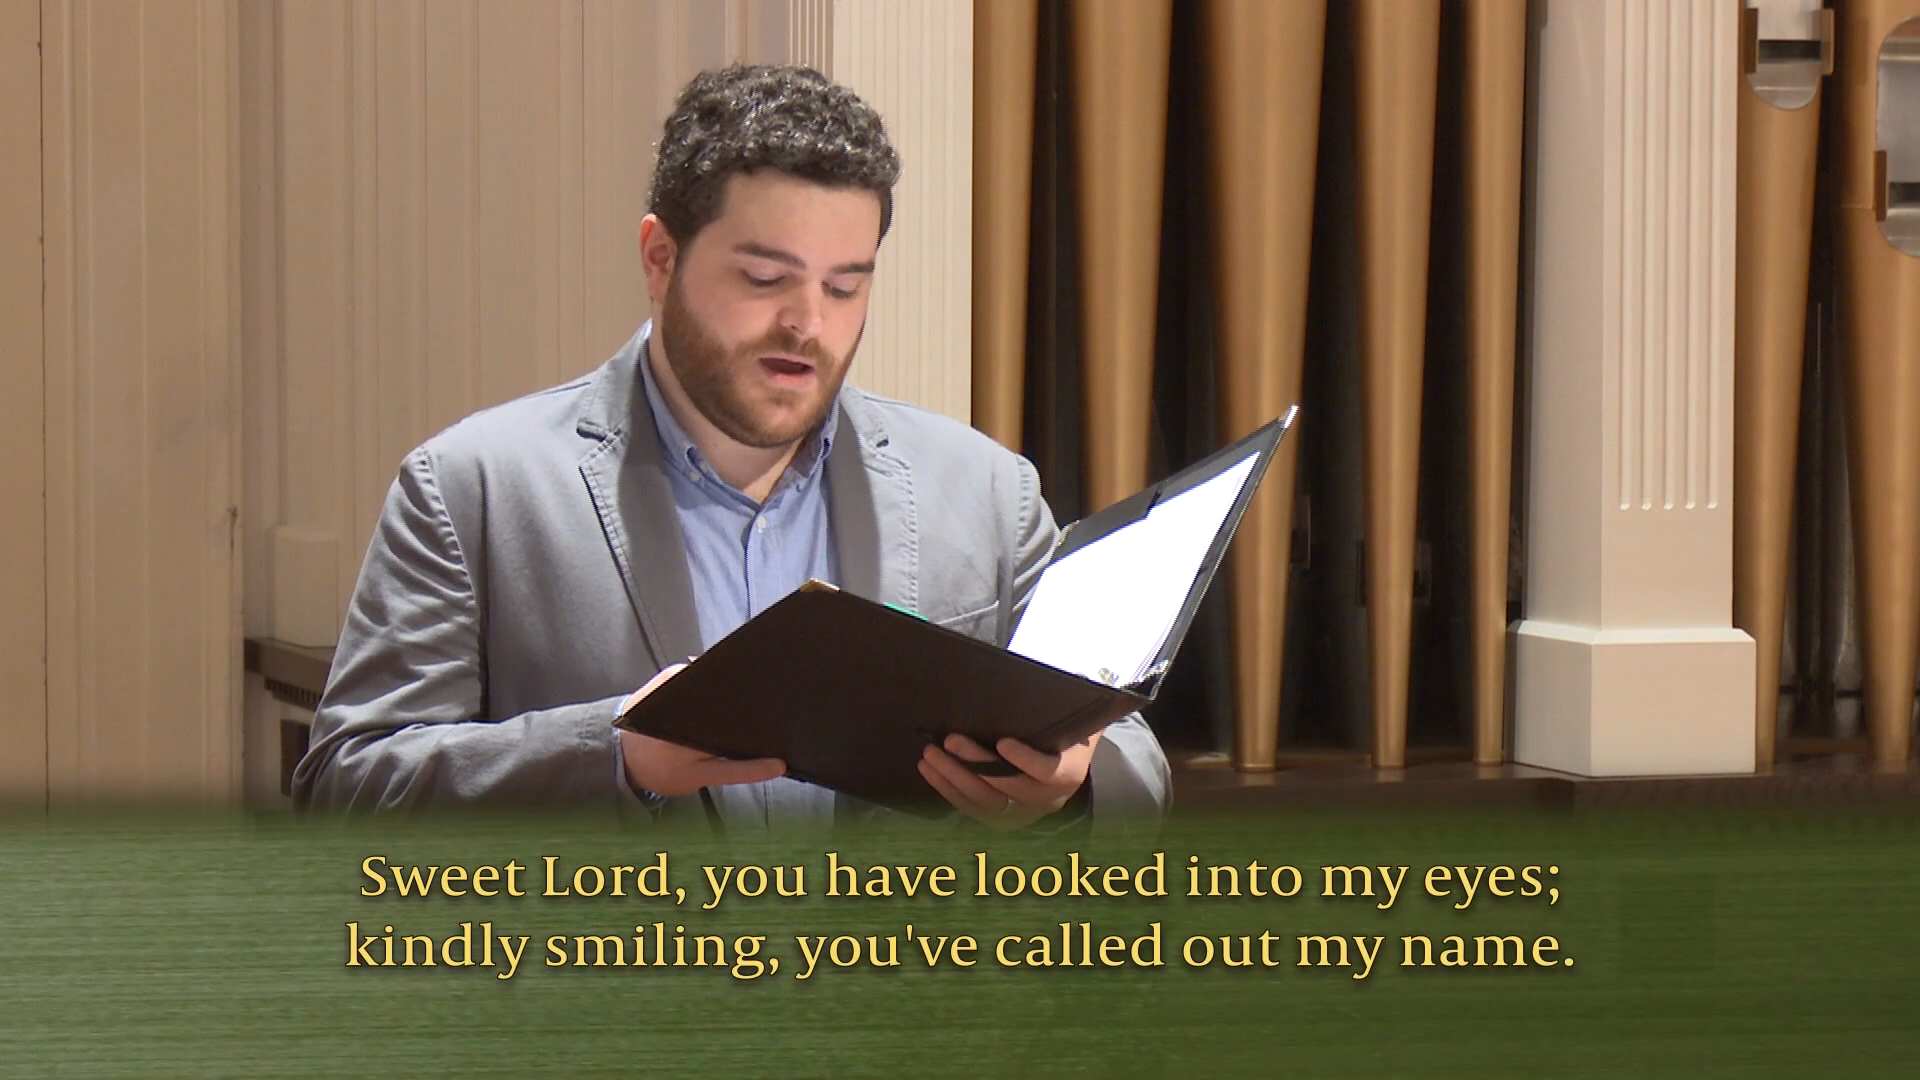 Sweet Lord, you have looked into my eyes;
kindly smiling, you've called out my name.